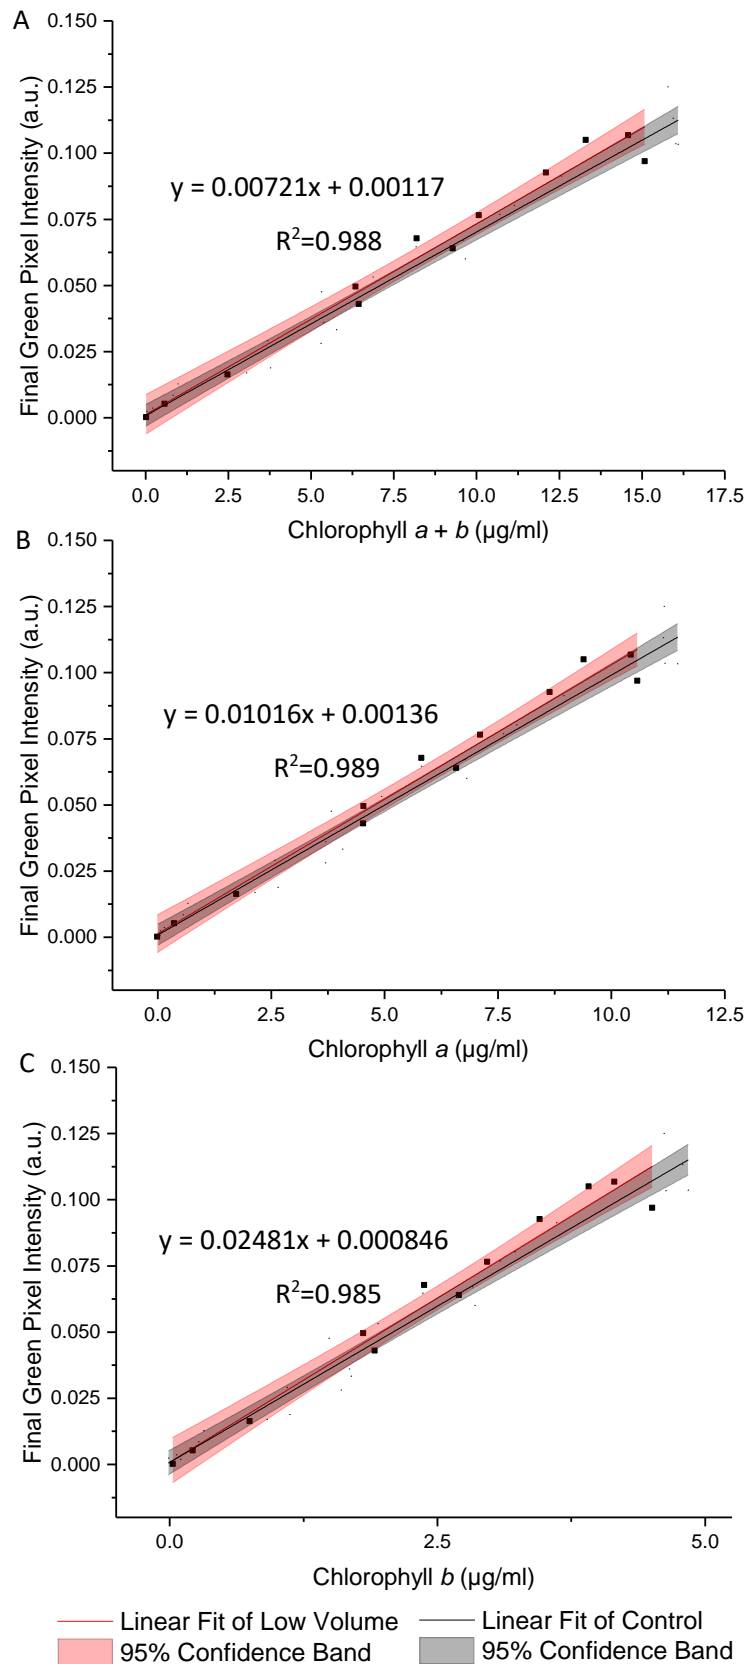 A
0.150
0.125
0.100
0.075
0.050
0.025
0.000
Final Green Pixel Intensity (a.u.)
y = 0.00721x + 0.00117
R²=0.988
0.0 2.5 5.0 7.5 10.0 12.5 15.0 17.5
Chlorophyll a + b (µg/ml)
B
0.150
0.125
0.100
0.075
0.050
0.025
0.000
Final Green Pixel Intensity (a.u.)
y = 0.01016x + 0.00136
R²=0.989
0.0 2.5 5.0 7.5 10.0 12.5
Chlorophyll a (µg/ml)
C
0.150
0.125
0.100
0.075
0.050
0.025
0.000
Final Green Pixel Intensity (a.u.)
y = 0.02481x + 0.000846
R²=0.985
0.0 2.5 5.0
Chlorophyll b (µg/ml)
Linear Fit of Low Volume Linear Fit of Control
95% Confidence Band 95% Confidence Band